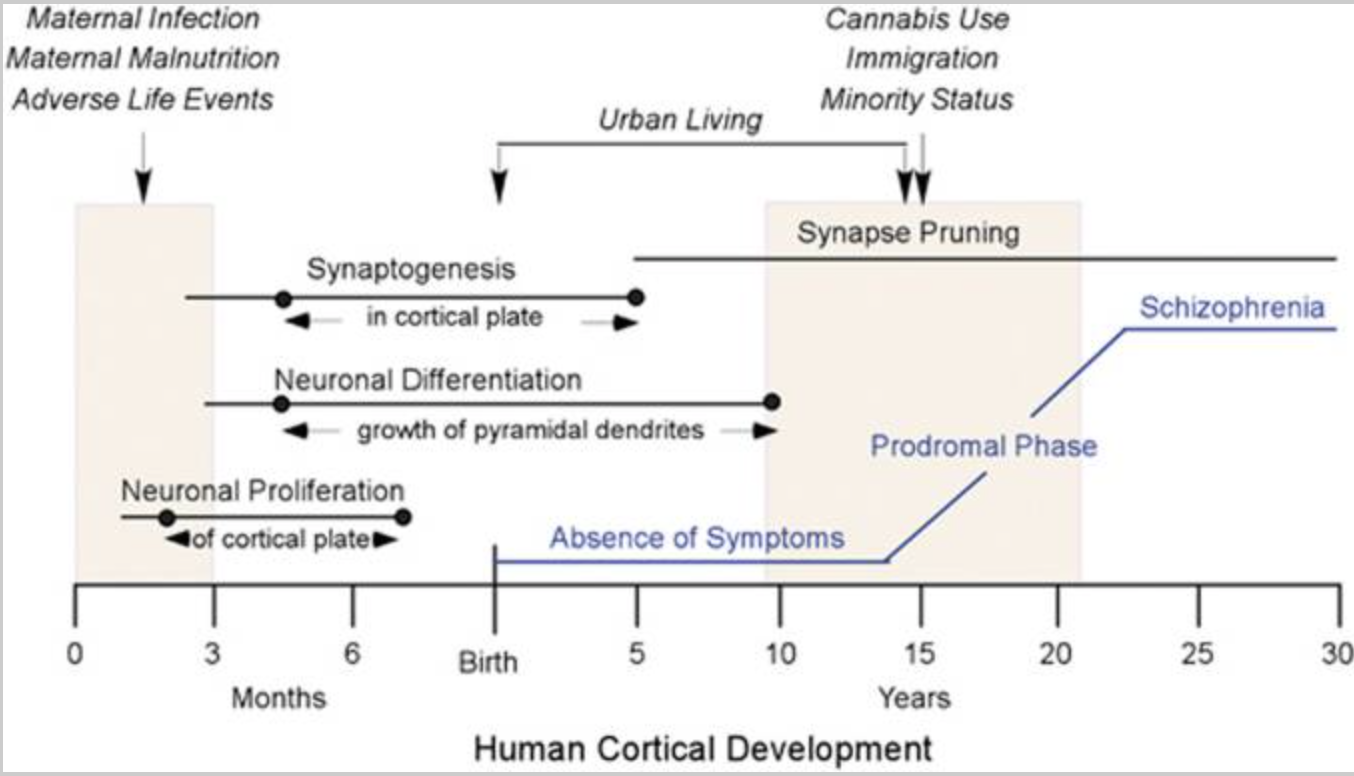 Maternal Infection
Maternal Malnutrition
Adverse Life Events
Cannabis Use
Immigration
Minority Status
Urban Living
Synapse Pruning
Synaptogenesis
in cortical plate
Schizophrenia
Neuronal Differentiation
growth of pyramidal dendrites
Prodromal Phase
Neuronal Proliferation
of cortical plate
Absence of Symptoms
0 3 6 Birth 5 10 15 20 25 30
Months Years
Human Cortical Development